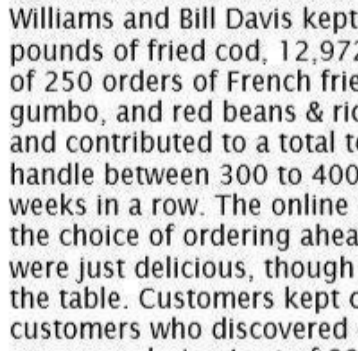 Williams and Bill Davis kept
pounds of fried cod, 12,972
of 250 orders of French frie
gumbo, and red beans & ric
and contributed to a total t
handle between 300 to 400
weeks in a row. The online
the choice of ordering ahea
were just delicious, though
the table. Customers kept c
customers who discovered